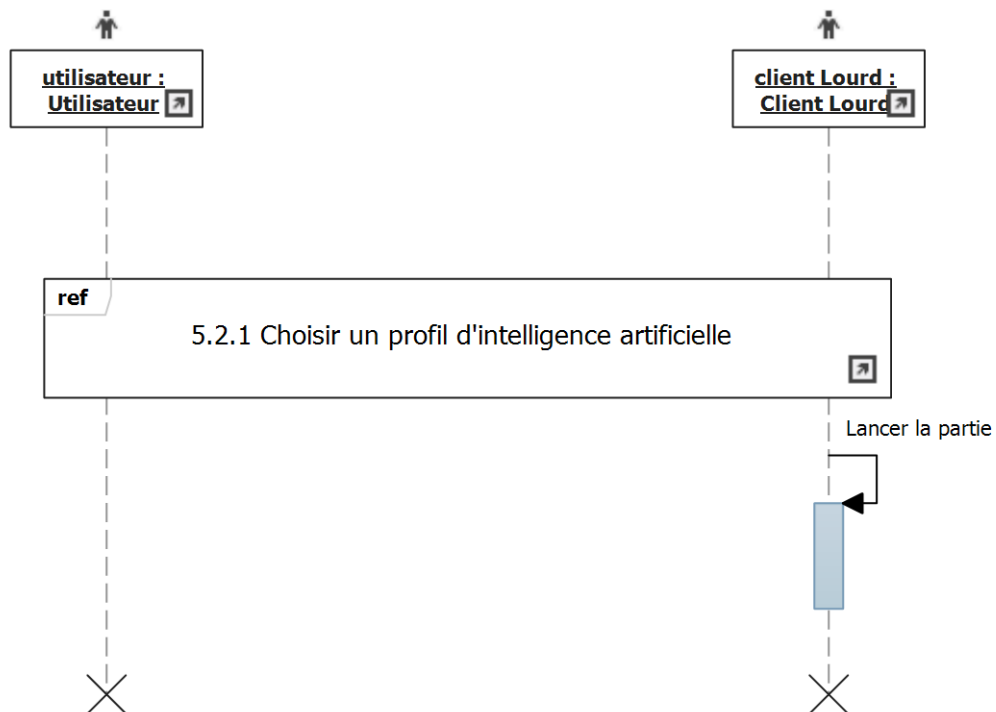 utilisateur :
Utilisateur
client Lourd :
Client Lourd
ref
5.2.1 Choisir un profil d'intelligence artificielle
Lancer la partie